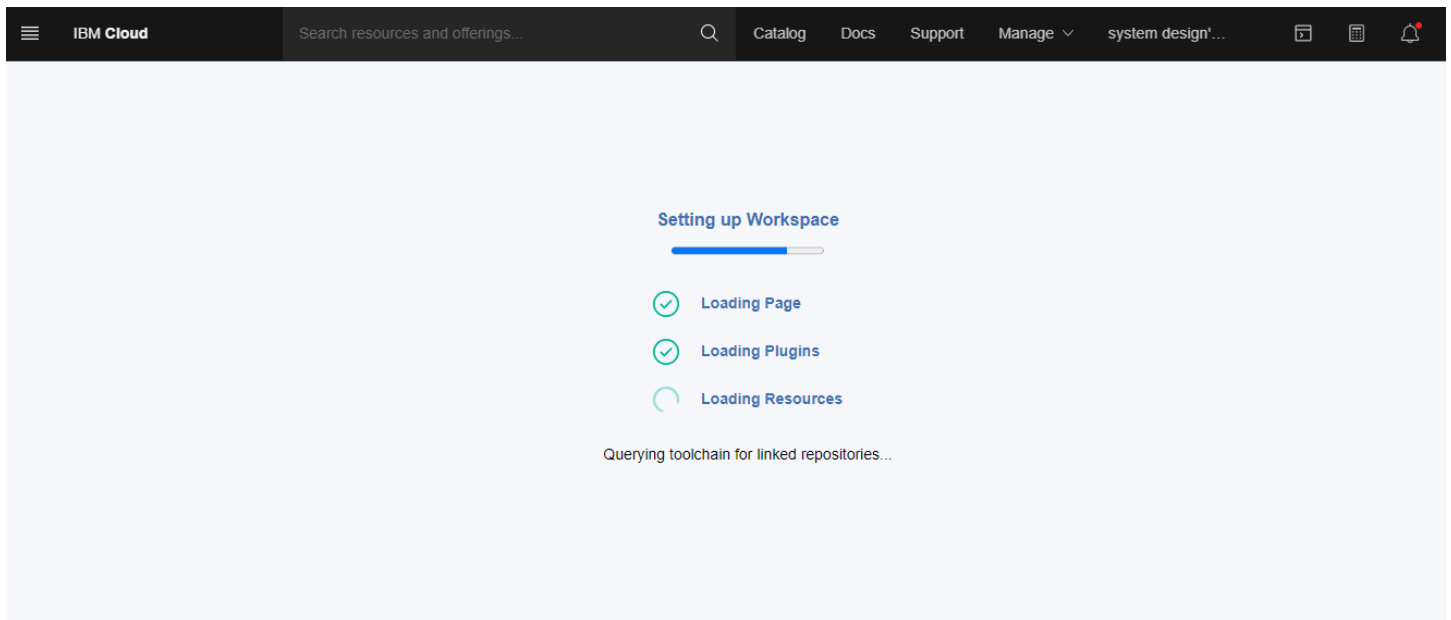 IBM Cloud Search resources and offerings... Catalog Docs Support Manage system design'...
Setting up Workspace
Loading Page
Loading Plugins
Loading Resources
Querying toolchain for linked repositories...